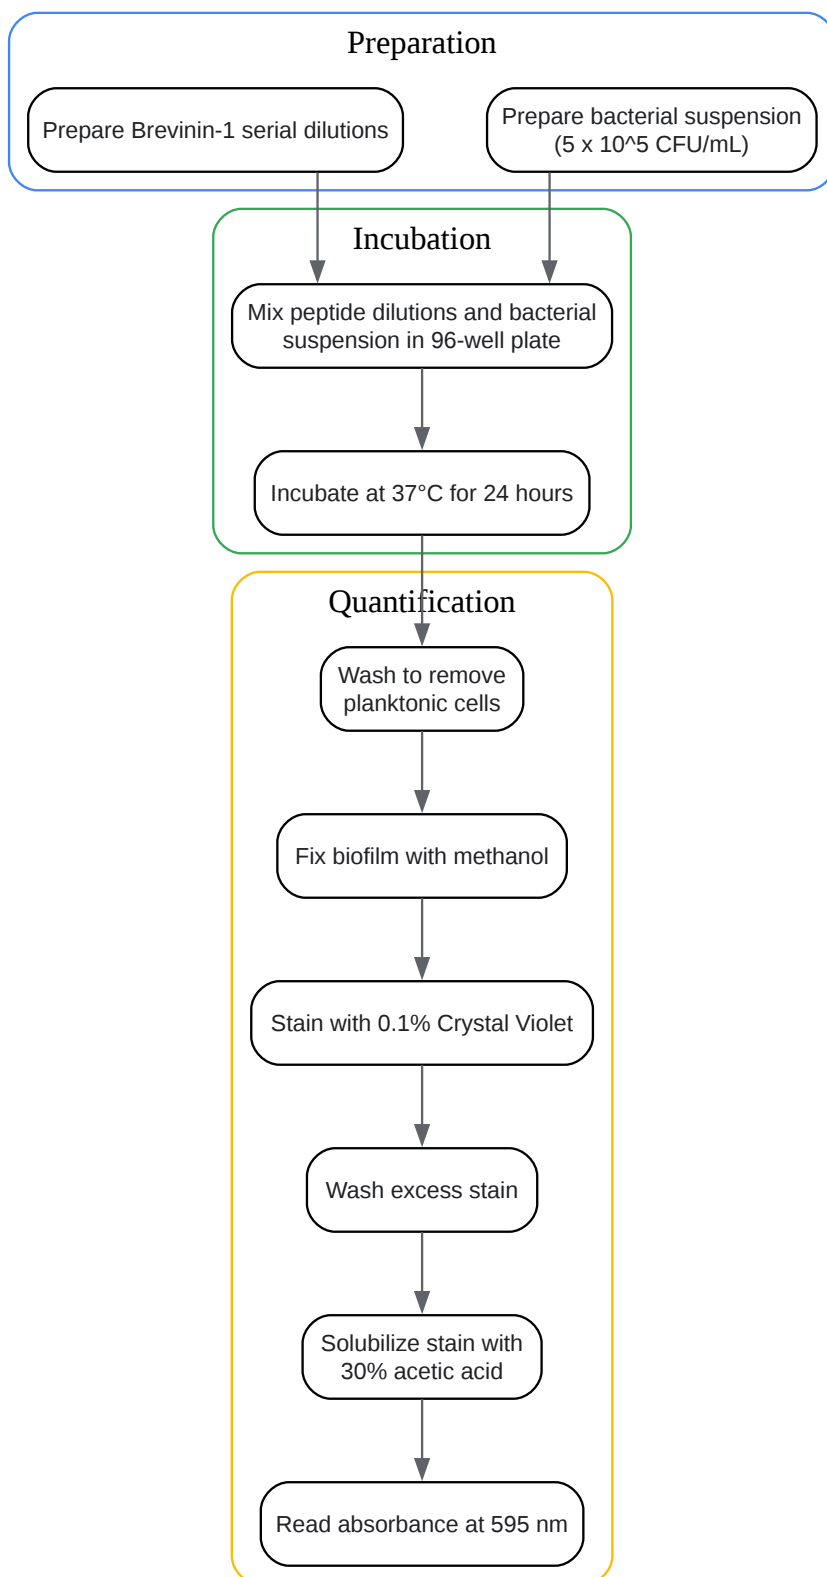 Preparation
Prepare Brevinin-1 serial dilutions
Prepare bacterial suspension
(5 x 10^5 CFU/mL)
Incubation
Mix peptide dilutions and bacterial
suspension in 96-well plate
Incubate at 37°C for 24 hours
Quantification
Wash to remove
planktonic cells
Fix biofilm with methanol
Stain with 0.1% Crystal Violet
Wash excess stain
Solubilize stain with
30% acetic acid
Read absorbance at 595 nm